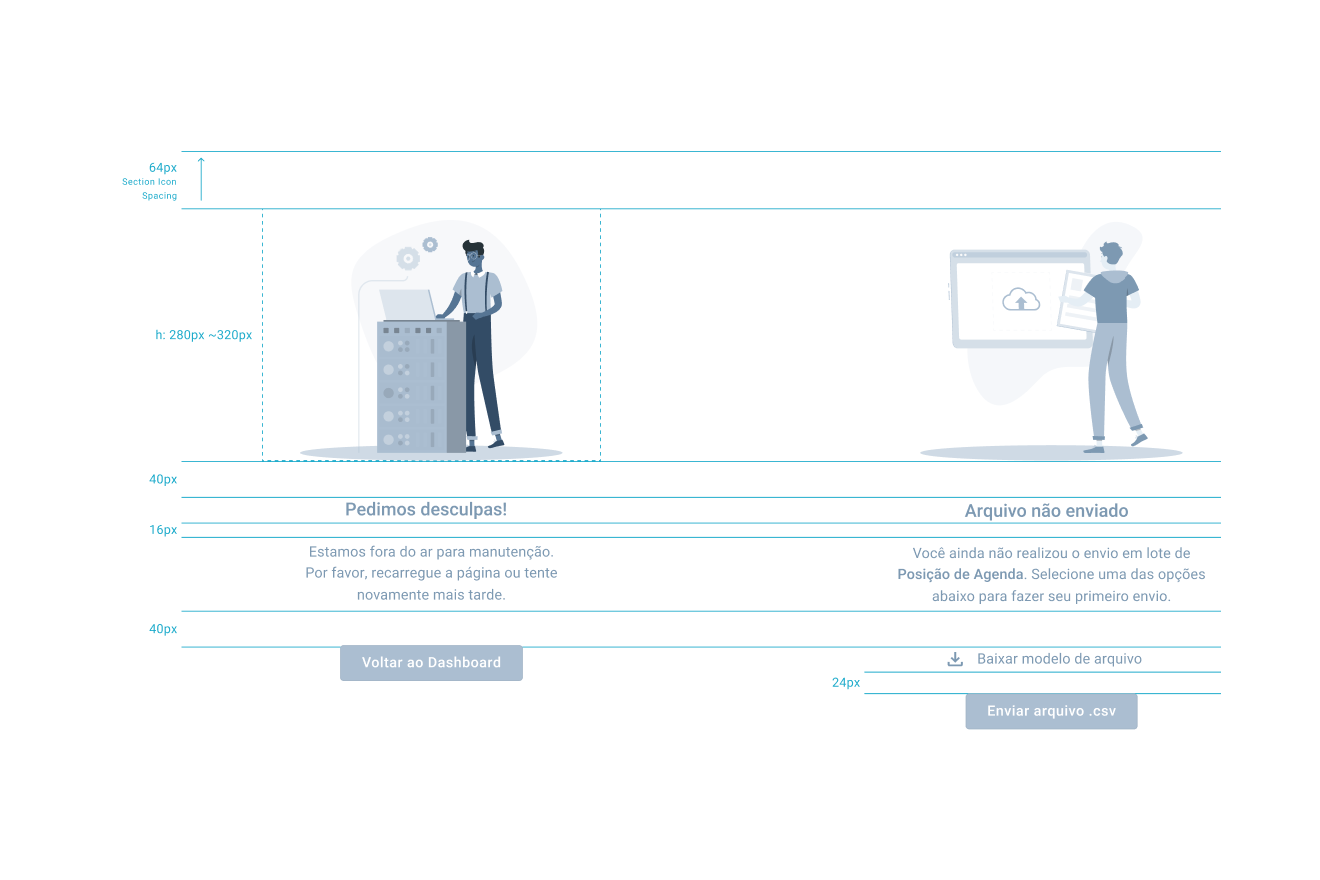 64px
Section Icon
Spacing
h: 280px ~320px
40px
Pedimos desculpas!
Arquivo não enviado
16px
Estamos fora do ar para manutenção.
Por favor, recarregue a página ou tente
novamente mais tarde.
Você ainda não realizou o envio em lote de
Posição de Agenda. Selecione uma das opções
abaixo para fazer seu primeiro envio.
40px
Voltar ao Dashboard
Baixar modelo de arquivo
24px
Enviar arquivo .csv